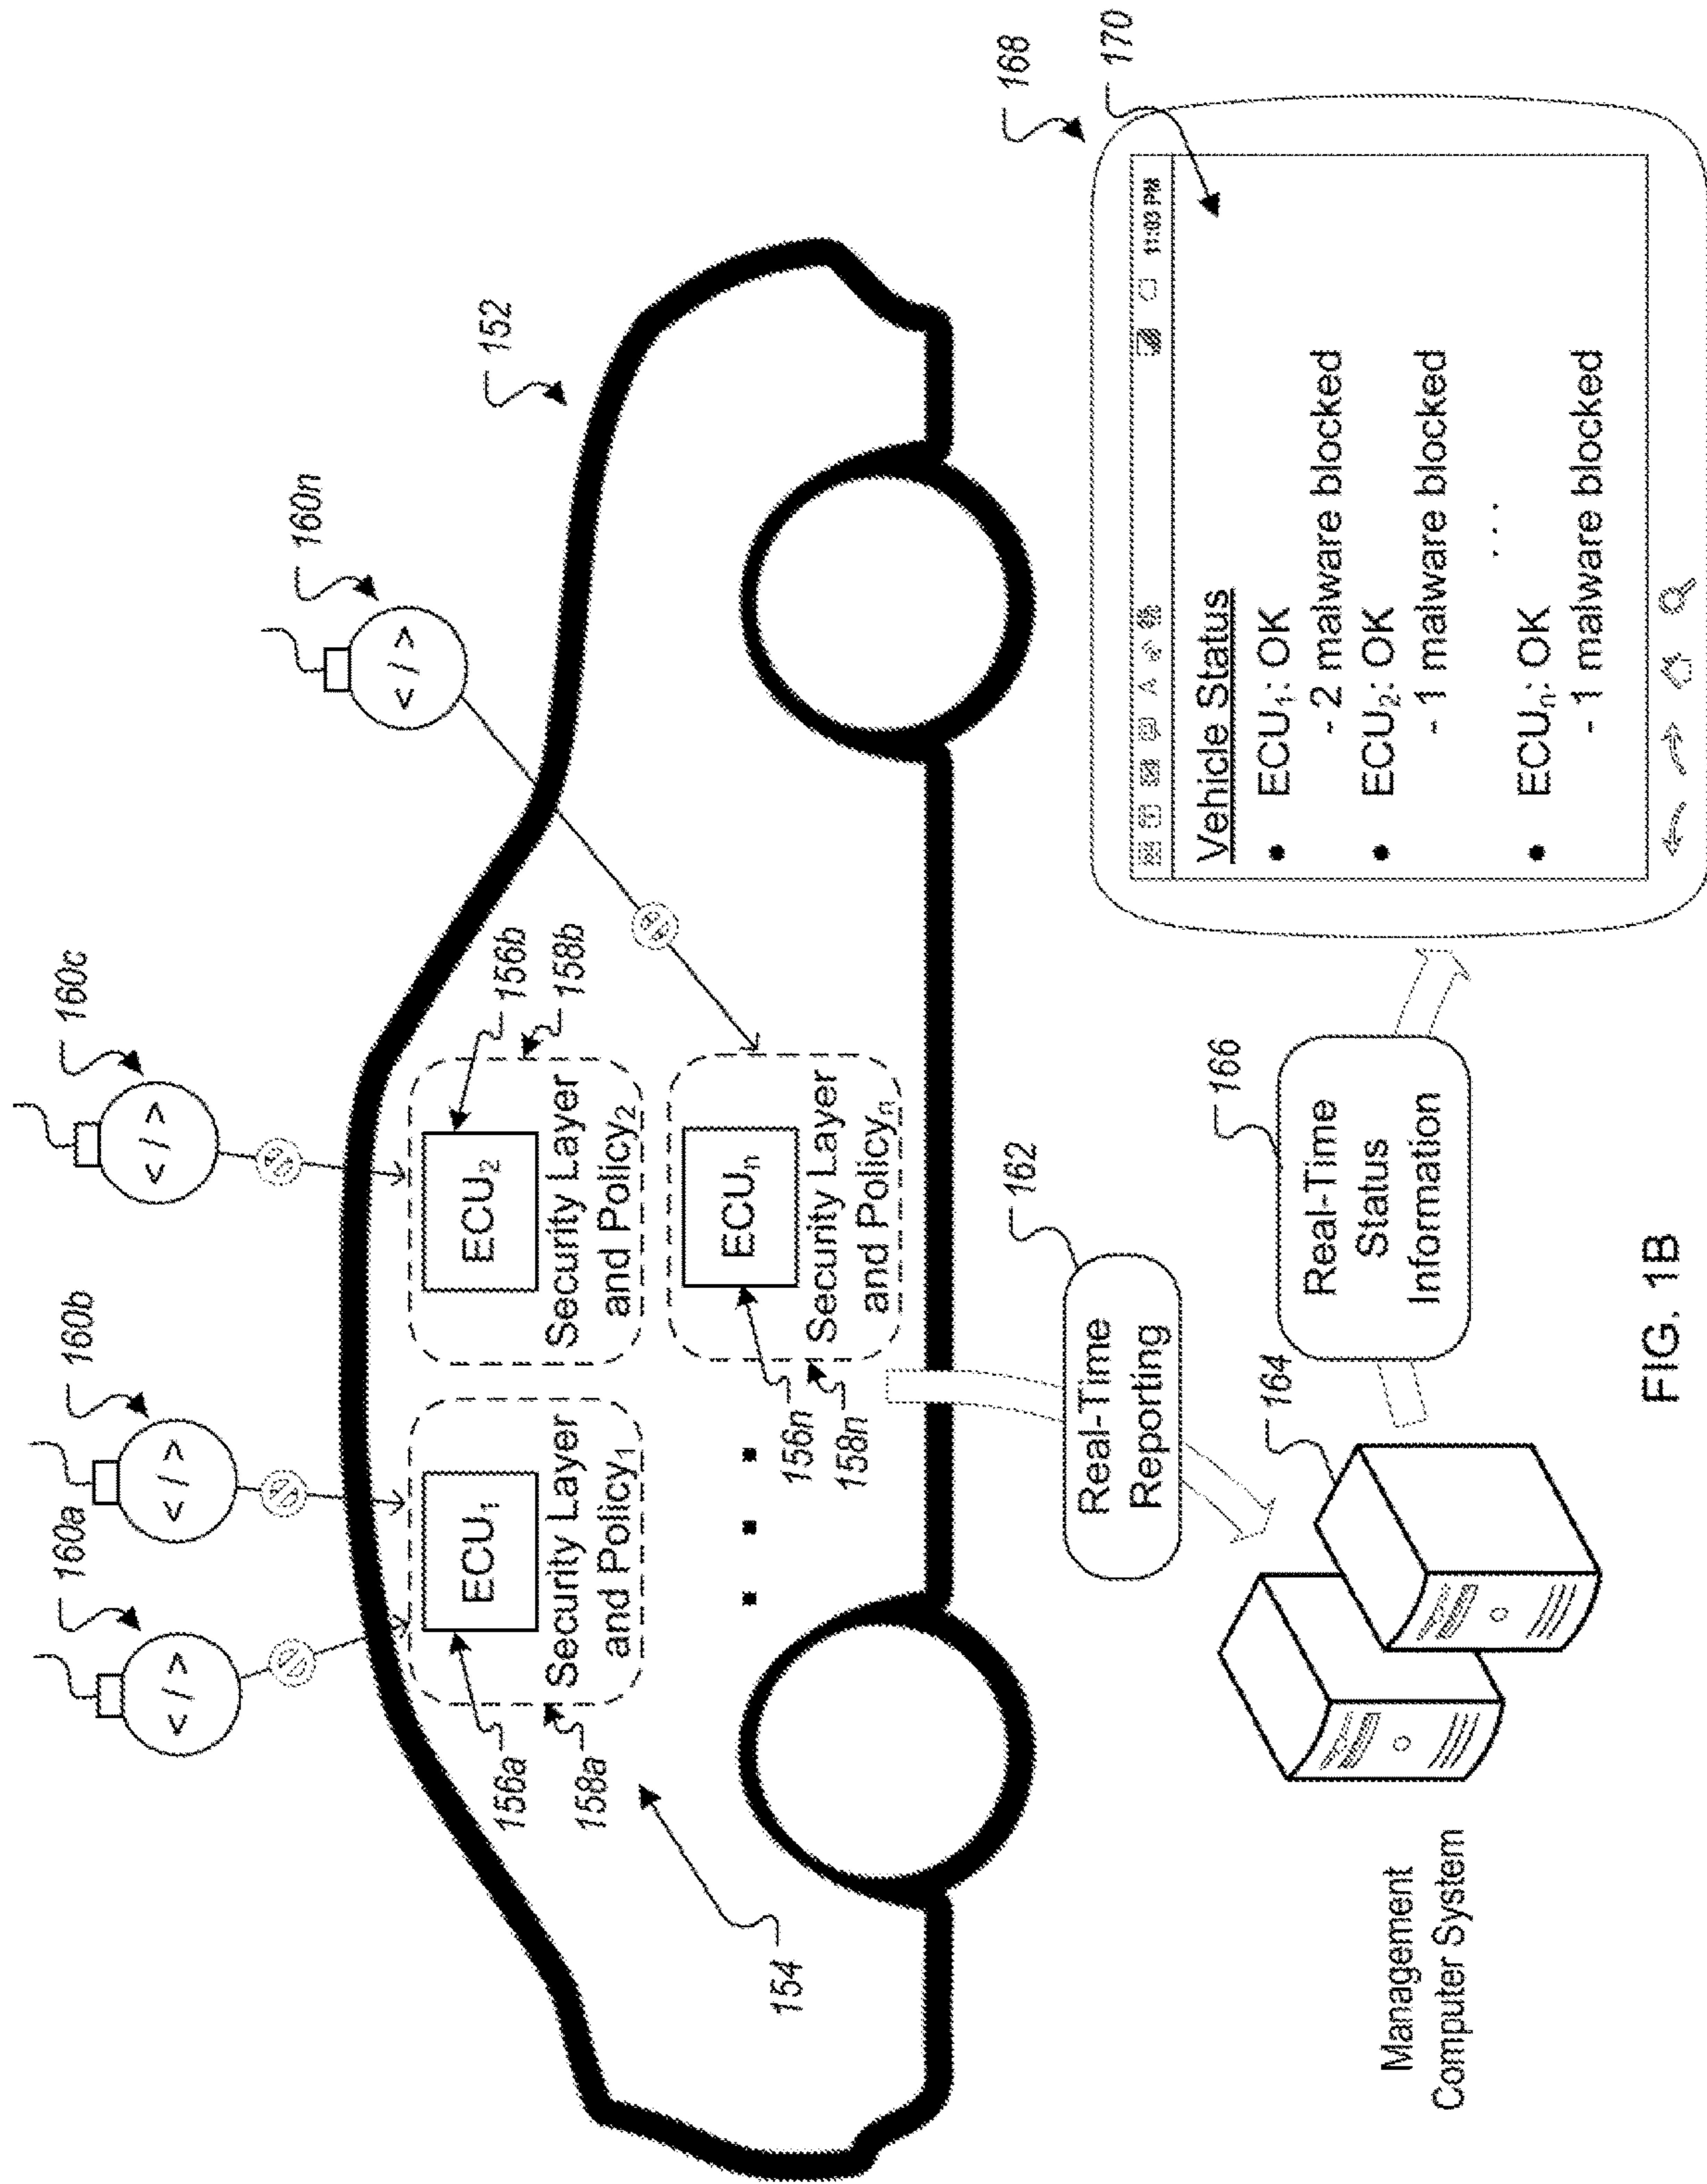 160a
160b
160c
160n
152
< / >
< / >
< / >
< / >
ECU1
Security Layer
and Policy1
ECU2
Security Layer
and Policy2
156b
158b
156a
158a
154
ECUn
Security Layer
and Policyn
156n
158n
162
Real-Time
Reporting
164
Management
Computer System
166
Real-Time
Status
Information
168
170
11:03 PM
Vehicle Status
• ECU1: OK
- 2 malware blocked
• ECU2: OK
- 1 malware blocked
. . .
• ECUn: OK
- 1 malware blocked
FIG. 1B